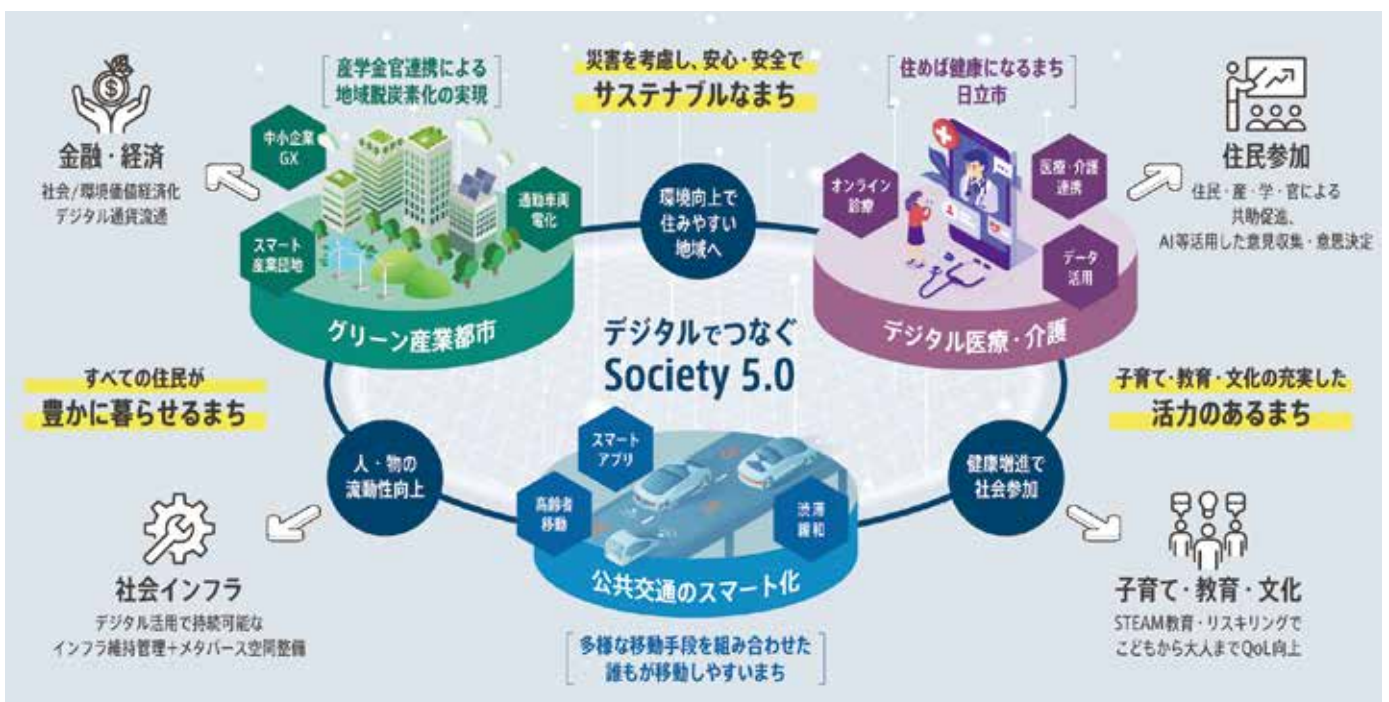 産学金官連携による
地域脱炭素化の実現
災害を考慮し、安心・安全で
サステナブルなまち
住めば健康になるまち
日立市
金融・経済
社会/環境価値経済化
デジタル通貨流通
中小企業
GX
通勤車両
電化
スマート
産業団地
グリーン産業都市
環境向上で
住みやすい
地域へ
オンライン
診療
医療・介護
連携
データ
活用
デジタル医療・介護
住民参加
住民・産・学・官による
共助促進、
AI等活用した意見収集・意思決定
デジタルでつなぐ
Society 5.0
すべての住民が
豊かに暮らせるまち
子育て・教育・文化の充実した
活力のあるまち
人・物の
流動性向上
スマート
アプリ
高齢者
移動
渋滞
緩和
公共交通のスマート化
健康増進で
社会参加
社会インフラ
デジタル活用で持続可能な
インフラ維持管理+メタバース空間整備
多様な移動手段を組み合わせた
誰もが移動しやすいまち
子育て・教育・文化
STEAM教育・リスキリングで
こどもから大人までQoL向上